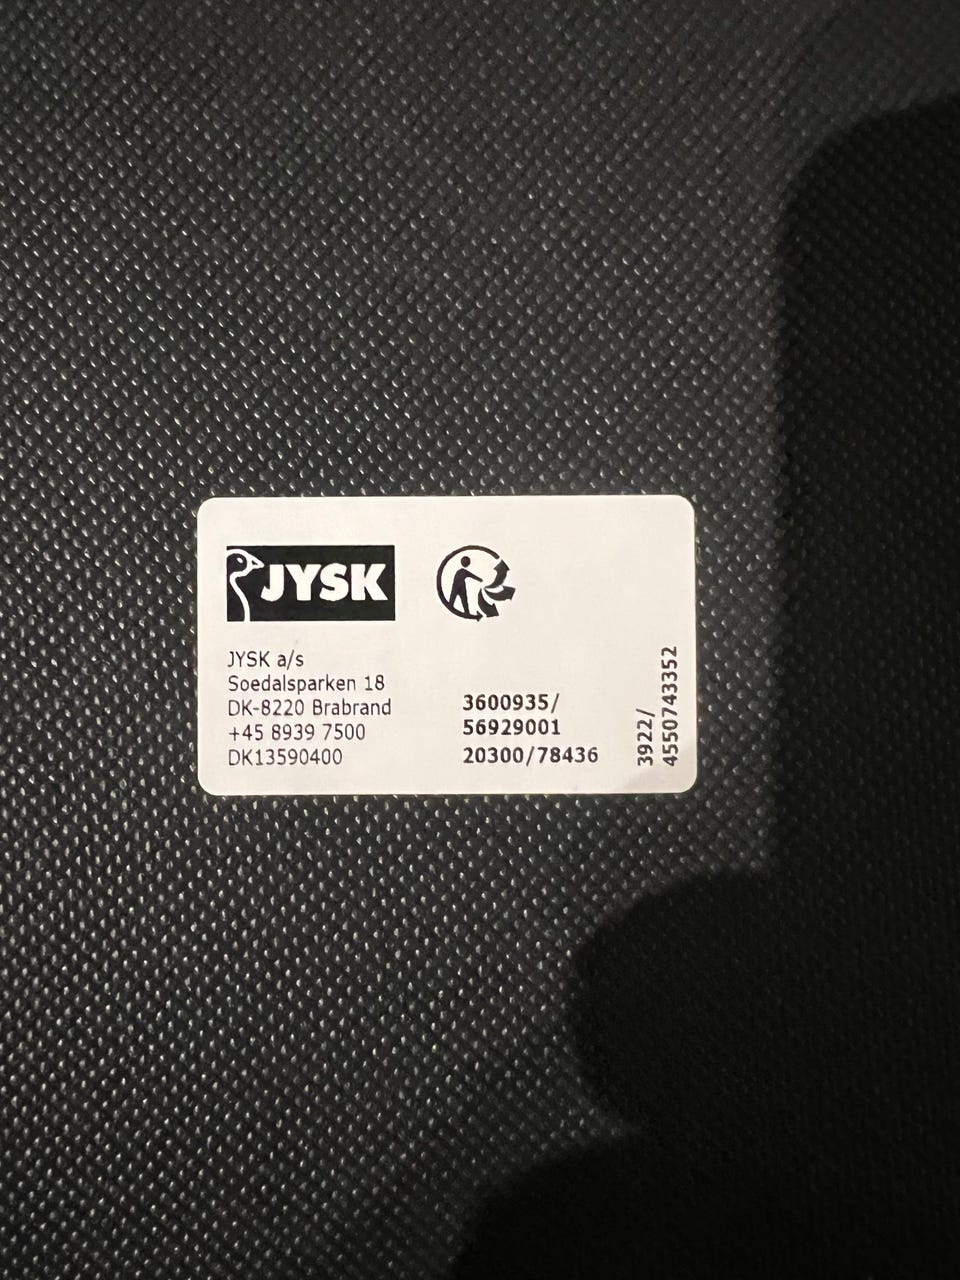 JYSK
JYSK a/s
Soedalsparken 18
DK-8220 Brabrand
+45 8939 7500
DK13590400
3600935/
56929001
20300/78436
3922/
4550743352